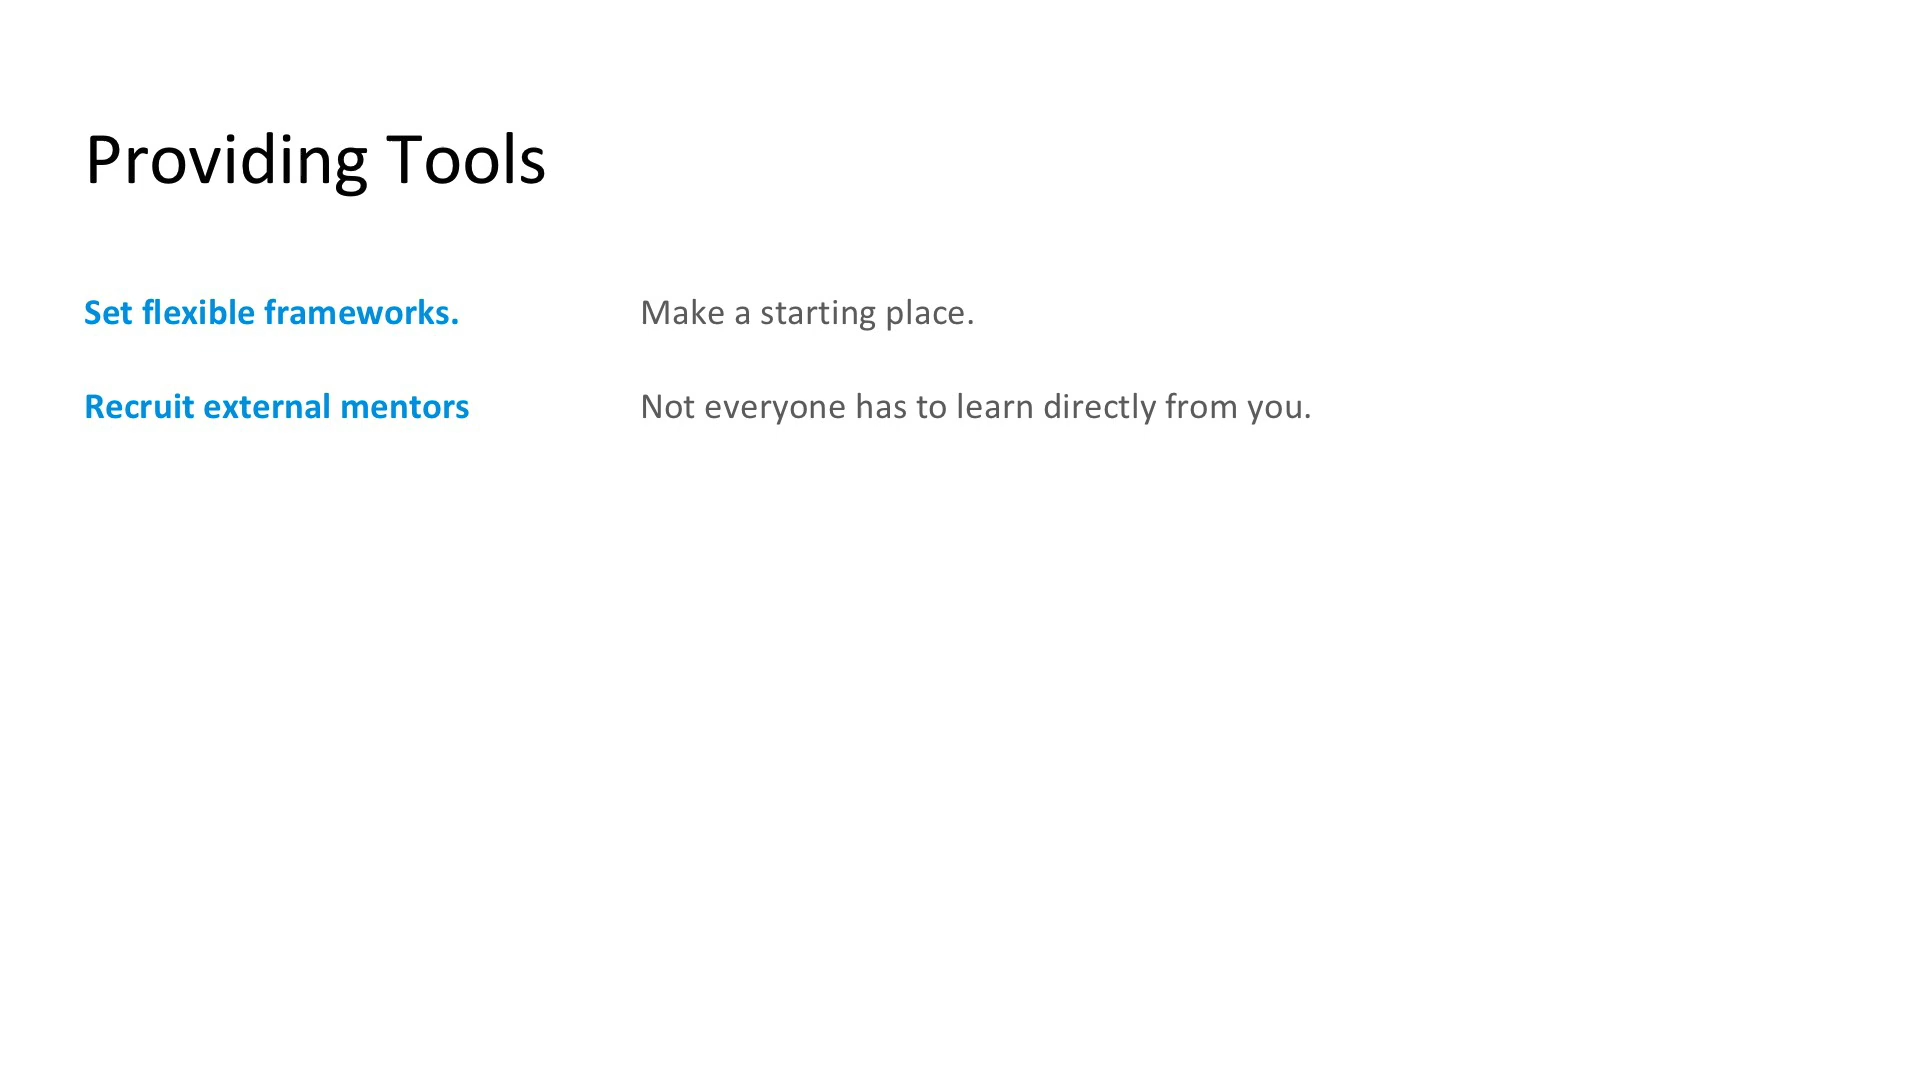 Providing Tools
Set flexible frameworks. Make a starting place.
Recruit external mentors Not everyone has to learn directly from you.